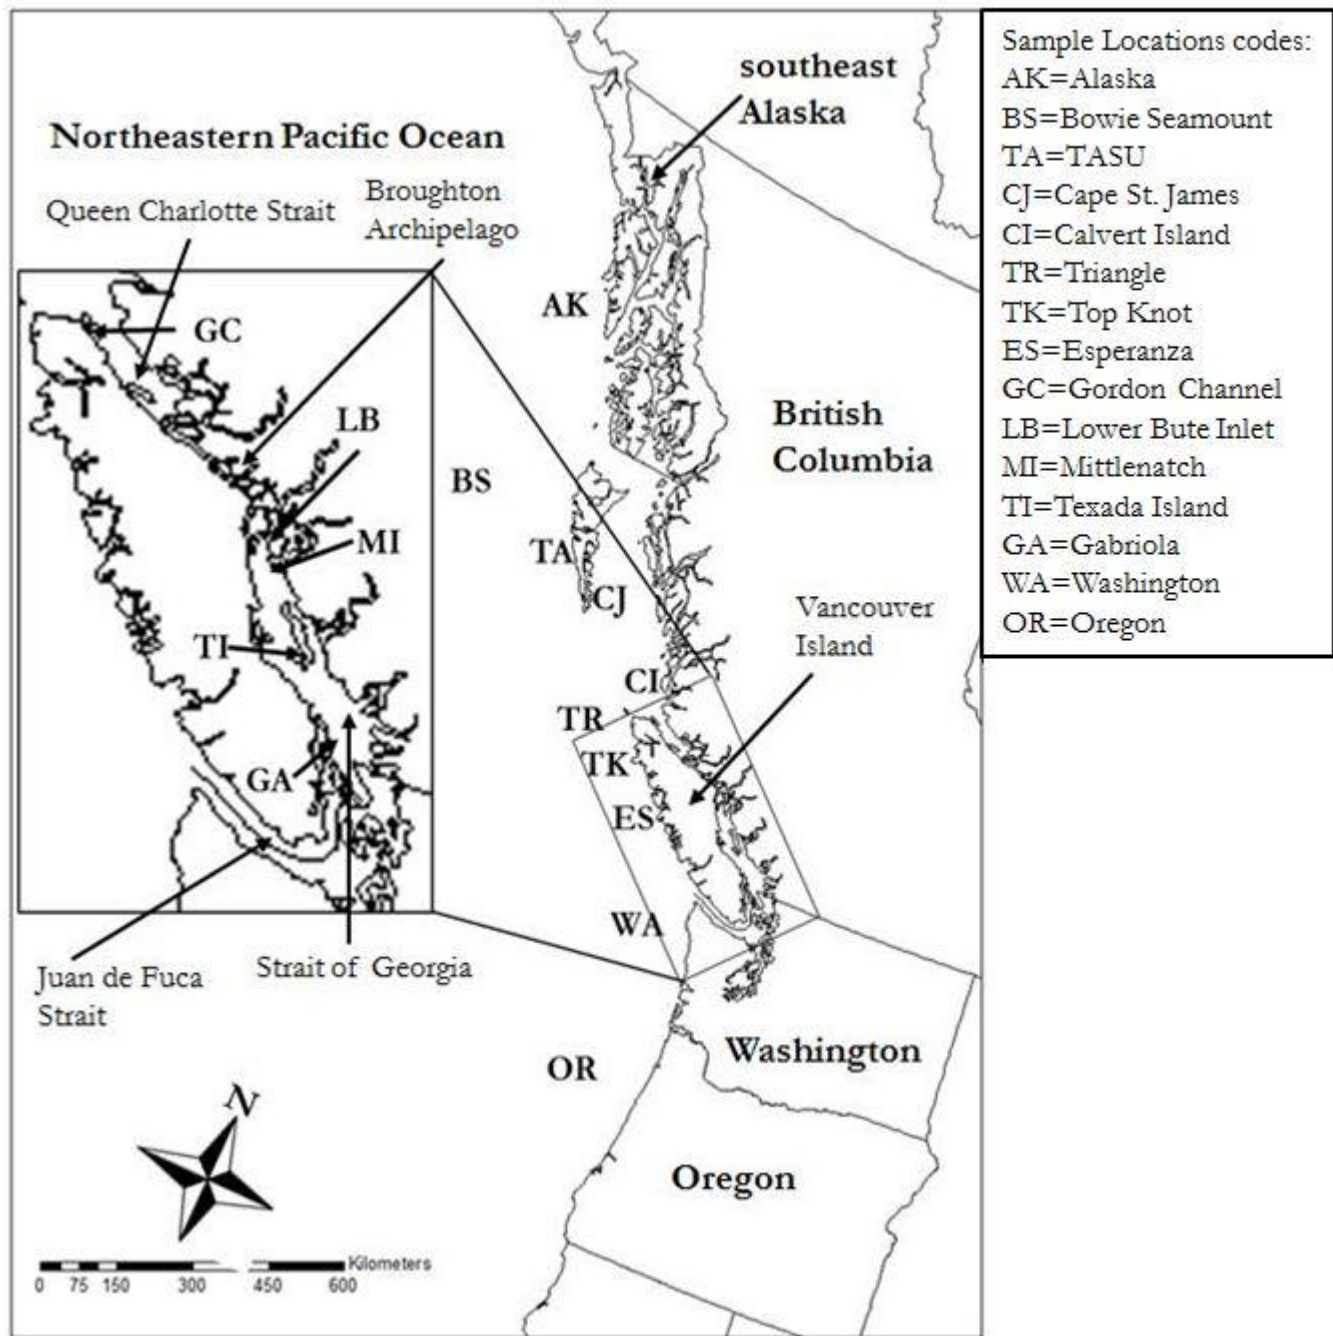 southeast
Alaska
Northeastern Pacific Ocean
Queen Charlotte Strait
Broughton
Archipelago
GC
LB
MI
TI
GA
Juan de Fuca
Strait
Strait of Georgia
AK
BS
British
Columbia
TA
CJ
Vancouver
Island
CI
TR
TK
ES
WA
Washington
OR
Oregon
N
Kilometers
0 75 150 300 450 600
Sample Locations codes:
AK=Alaska
BS=Bowie Seamount
TA=TASU
CJ=Cape St. James
CI=Calvert Island
TR=Triangle
TK=Top Knot
ES=Esperanza
GC=Gordon Channel
LB=Lower Bute Inlet
MI=Mittlenatch
TI=Texada Island
GA=Gabriola
WA=Washington
OR=Oregon